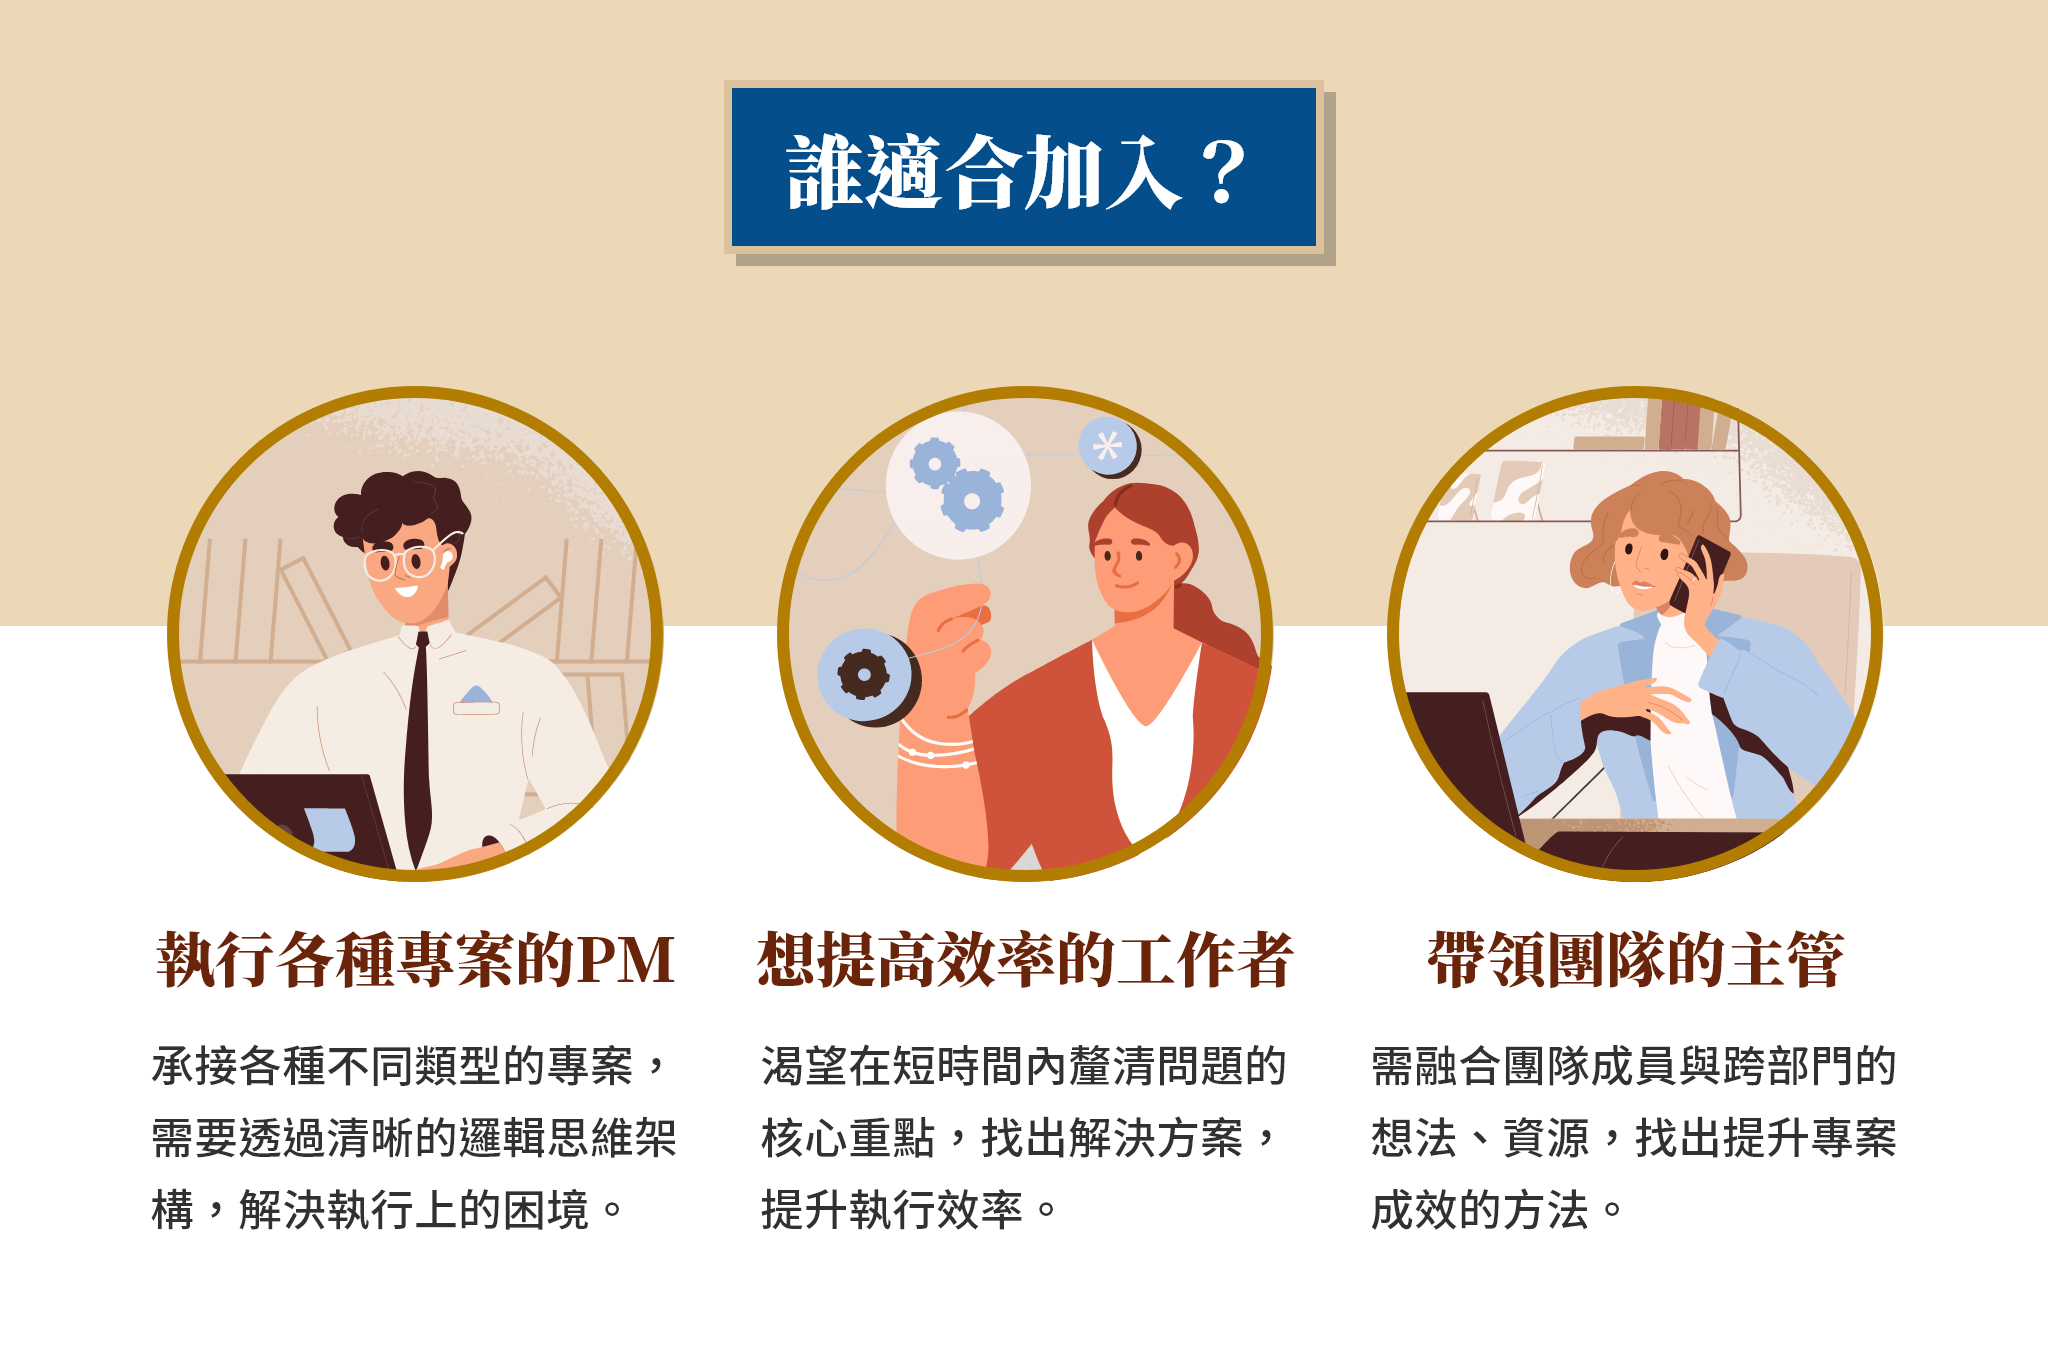 誰適合加入？
執行各種專案的PM
承接各種不同類型的專案，
需要透過清晰的邏輯思維架
構，解決執行上的困境。
想提高效率的工作者
渴望在短時間內釐清問題的
核心重點，找出解決方案，
提升執行效率。
帶領團隊的主管
需融合團隊成員與跨部門的
想法、資源，找出提升專案
成效的方法。